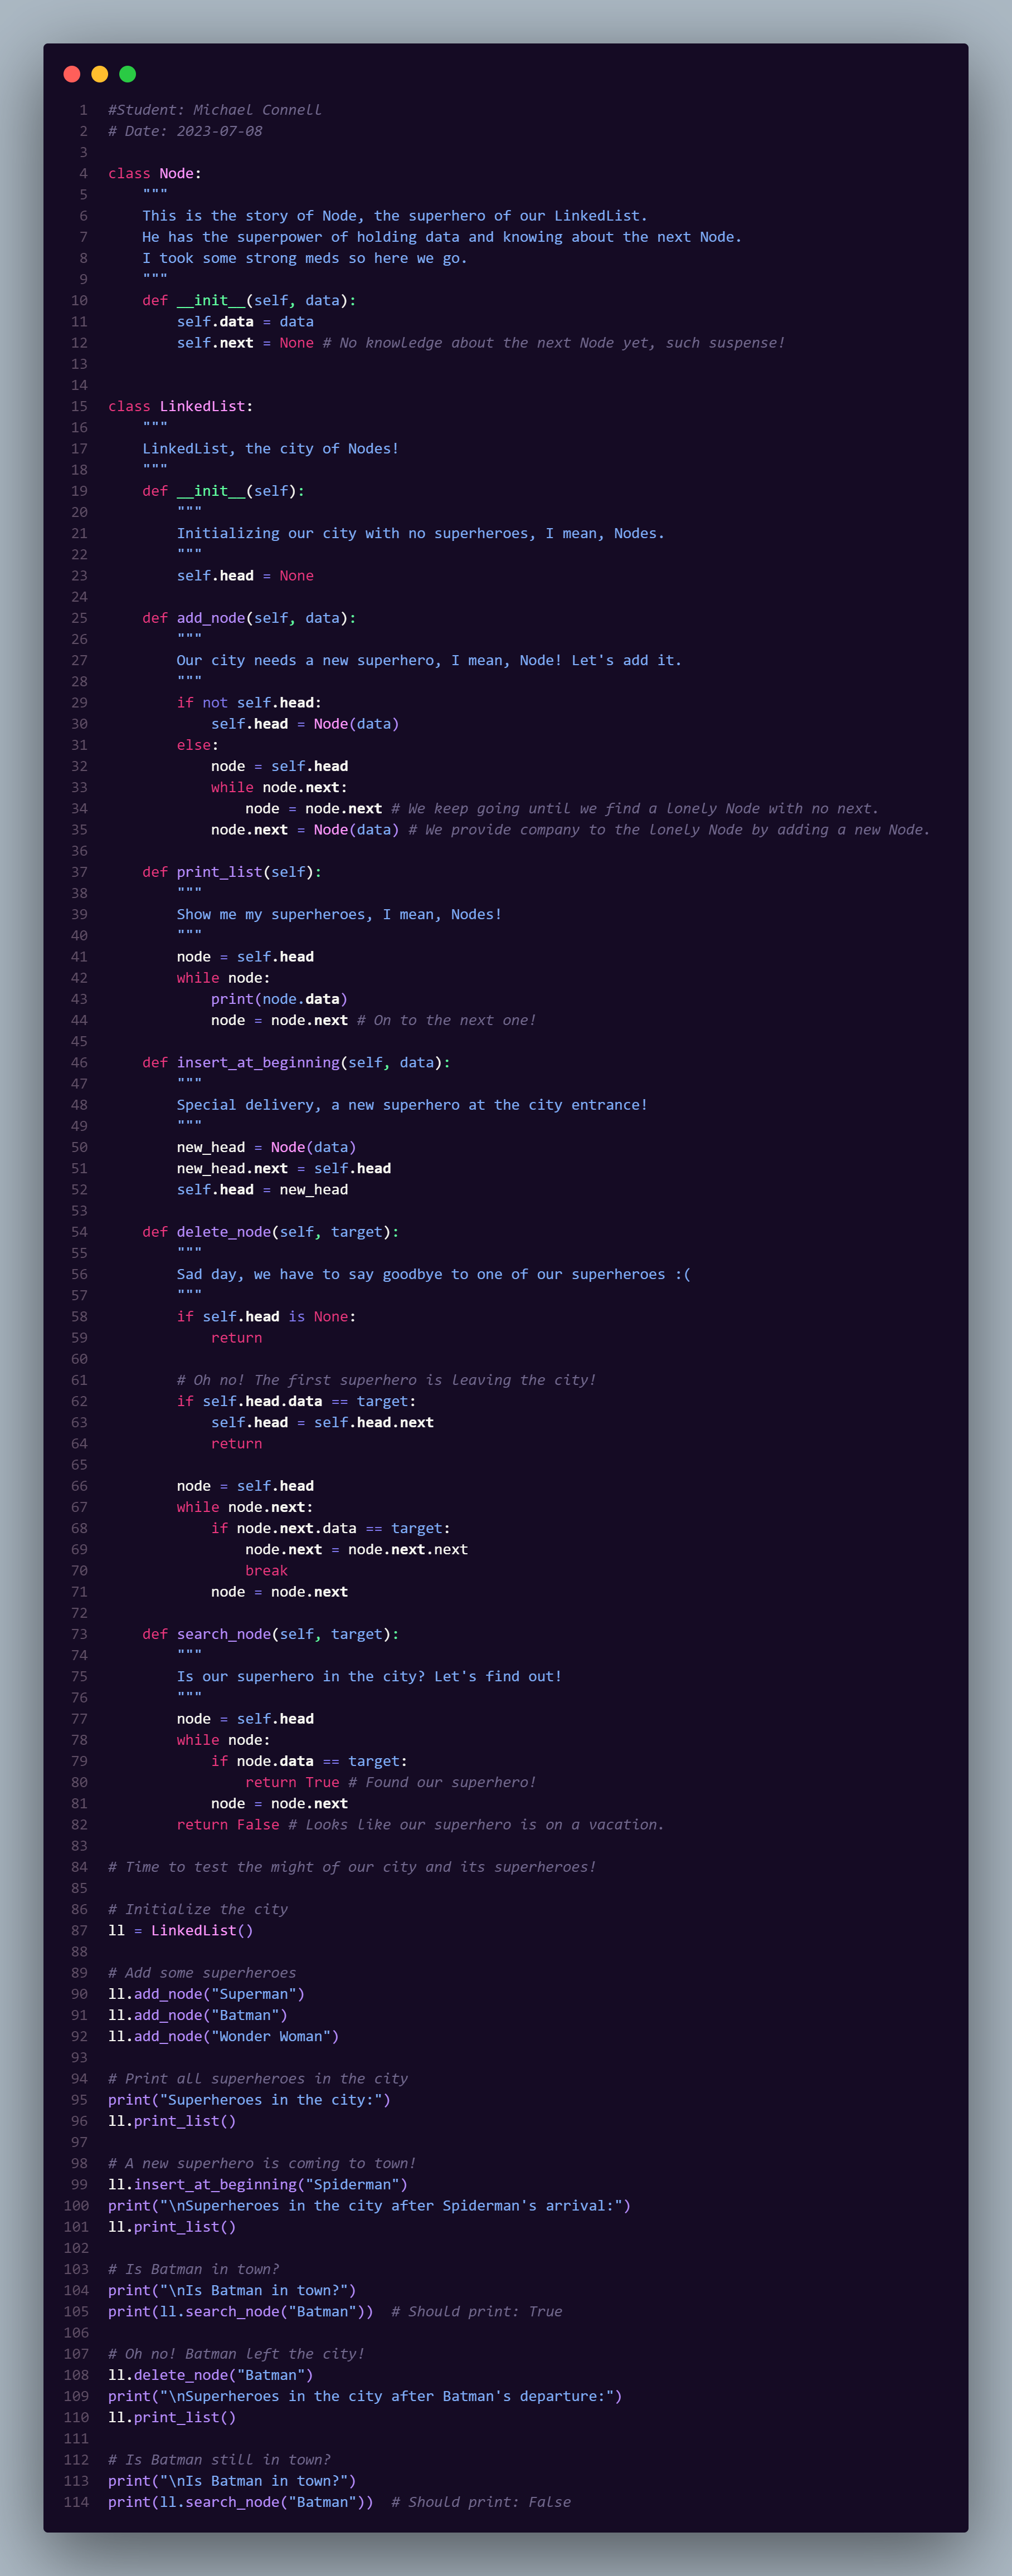 1 #Student: Michael Connell
2 # Date: 2023-07-08
3
4 class Node:
5     """
6     This is the story of Node, the superhero of our LinkedList.
7     He has the superpower of holding data and knowing about the next Node.
8     I took some strong meds so here we go.
9     """
10     def __init__(self, data):
11         self.data = data
12         self.next = None # No knowledge about the next Node yet, such suspense!
13
14
15 class LinkedList:
16     """
17     LinkedList, the city of Nodes!
18     """
19     def __init__(self):
20         """
21         Initializing our city with no superheroes, I mean, Nodes.
22         """
23         self.head = None
24
25     def add_node(self, data):
26         """
27         Our city needs a new superhero, I mean, Node! Let's add it.
28         """
29         if not self.head:
30             self.head = Node(data)
31         else:
32             node = self.head
33             while node.next:
34                 node = node.next # We keep going until we find a lonely Node with no next.
35             node.next = Node(data) # We provide company to the lonely Node by adding a new Node.
36
37     def print_list(self):
38         """
39         Show me my superheroes, I mean, Nodes!
40         """
41         node = self.head
42         while node:
43             print(node.data)
44             node = node.next # On to the next one!
45
46     def insert_at_beginning(self, data):
47         """
48         Special delivery, a new superhero at the city entrance!
49         """
50         new_head = Node(data)
51         new_head.next = self.head
52         self.head = new_head
53
54     def delete_node(self, target):
55         """
56         Sad day, we have to say goodbye to one of our superheroes :(
57         """
58         if self.head is None:
59             return
60
61         # Oh no! The first superhero is leaving the city!
62         if self.head.data == target:
63             self.head = self.head.next
64             return
65
66         node = self.head
67         while node.next:
68             if node.next.data == target:
69                 node.next = node.next.next
70                 break
71             node = node.next
72
73     def search_node(self, target):
74         """
75         Is our superhero in the city? Let's find out!
76         """
77         node = self.head
78         while node:
79             if node.data == target:
80                 return True # Found our superhero!
81             node = node.next
82         return False # Looks like our superhero is on a vacation.
83
84 # Time to test the might of our city and its superheroes!
85
86 # Initialize the city
87 ll = LinkedList()
88
89 # Add some superheroes
90 ll.add_node("Superman")
91 ll.add_node("Batman")
92 ll.add_node("Wonder Woman")
93
94 # Print all superheroes in the city
95 print("Superheroes in the city:")
96 ll.print_list()
97
98 # A new superhero is coming to town!
99 ll.insert_at_beginning("Spiderman")
100 print("\nSuperheroes in the city after Spiderman's arrival:")
101 ll.print_list()
102
103 # Is Batman in town?
104 print("\nIs Batman in town?")
105 print(ll.search_node("Batman"))  # Should print: True
106
107 # Oh no! Batman left the city!
108 ll.delete_node("Batman")
109 print("\nSuperheroes in the city after Batman's departure:")
110 ll.print_list()
111
112 # Is Batman still in town?
113 print("\nIs Batman in town?")
114 print(ll.search_node("Batman"))  # Should print: False